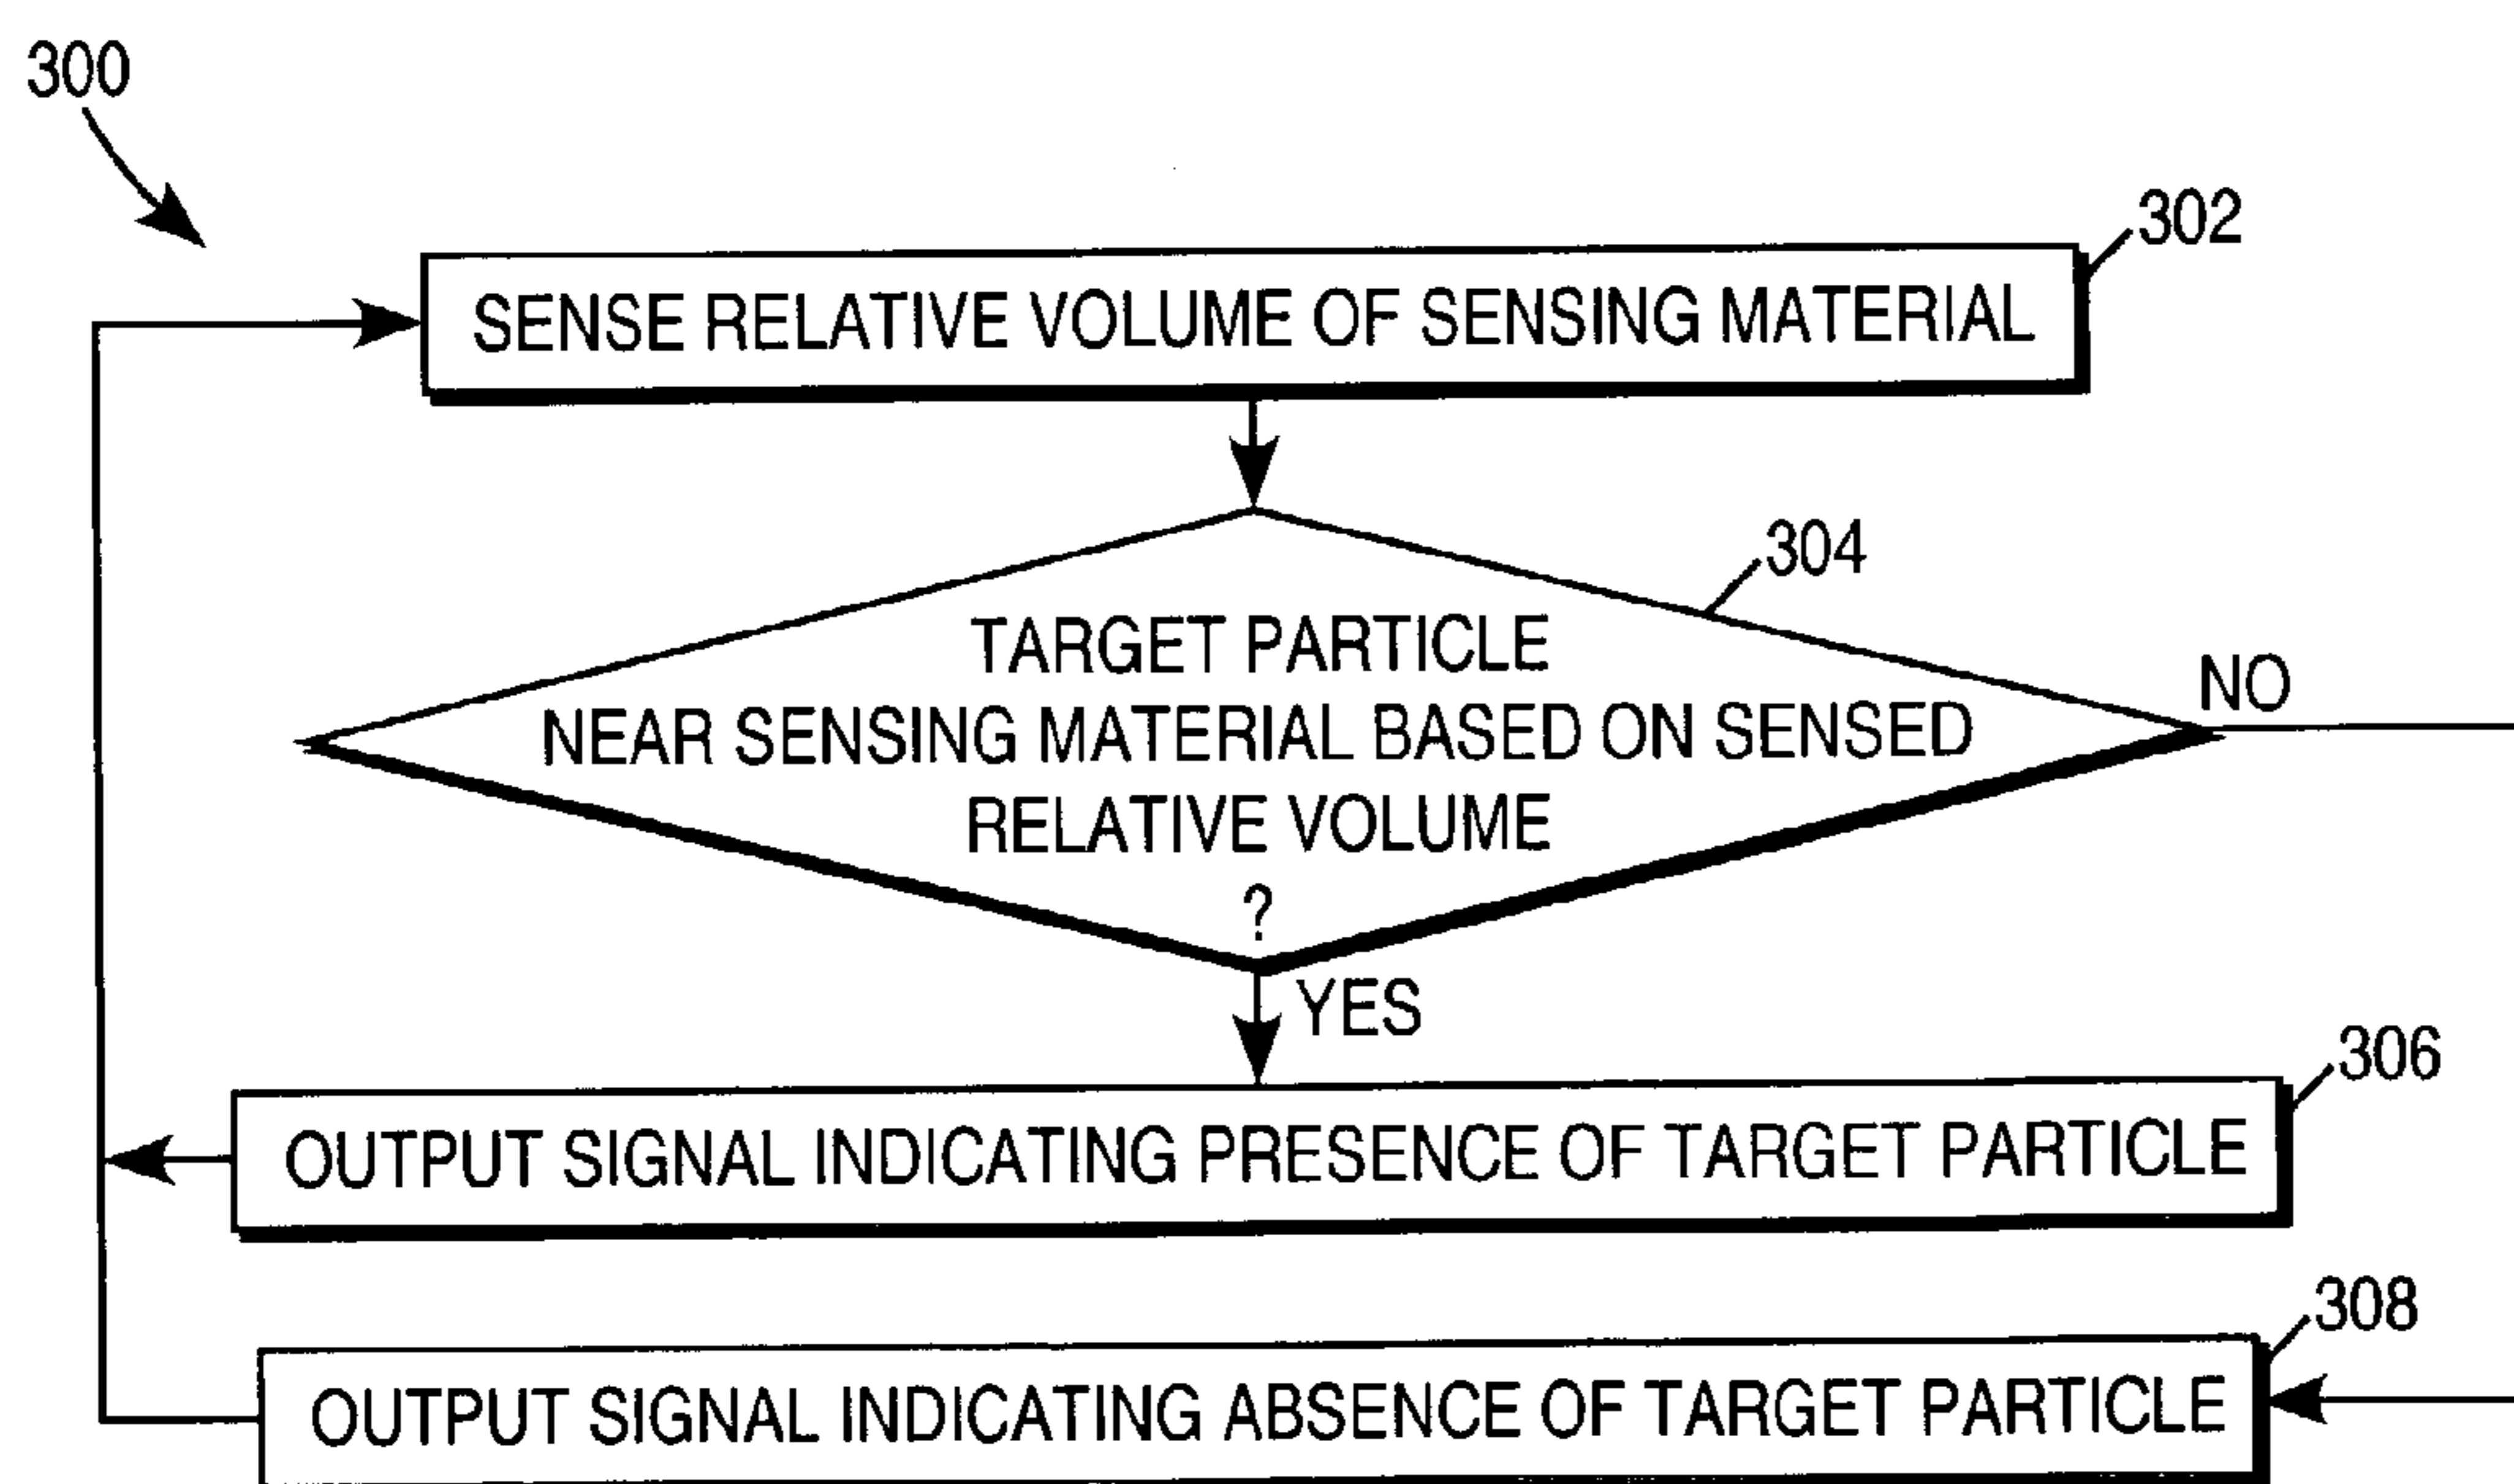 300
302
SENSE RELATIVE VOLUME OF SENSING MATERIAL
304
TARGET PARTICLE
NEAR SENSING MATERIAL BASED ON SENSED
RELATIVE VOLUME
?
NO
YES
306
OUTPUT SIGNAL INDICATING PRESENCE OF TARGET PARTICLE
308
OUTPUT SIGNAL INDICATING ABSENCE OF TARGET PARTICLE